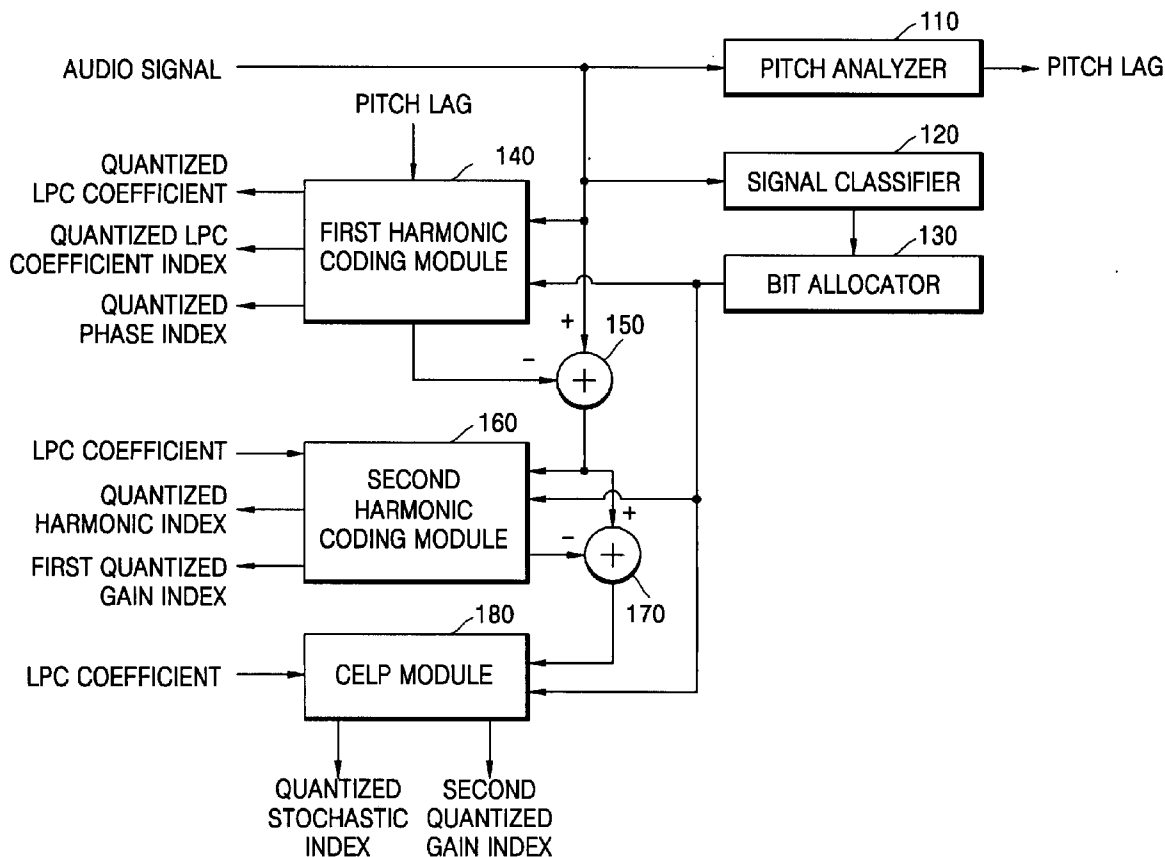 110
AUDIO SIGNAL
PITCH ANALYZER
PITCH LAG
PITCH LAG
120
140
QUANTIZED
LPC COEFFICIENT
SIGNAL CLASSIFIER
QUANTIZED LPC
COEFFICIENT INDEX
FIRST HARMONIC
CODING MODULE
130
BIT ALLOCATOR
QUANTIZED
PHASE INDEX
+
150
–
+
160
LPC COEFFICIENT
SECOND
HARMONIC
CODING MODULE
QUANTIZED
HARMONIC INDEX
+
–
+
FIRST QUANTIZED
GAIN INDEX
170
180
LPC COEFFICIENT
CELP MODULE
QUANTIZED
STOCHASTIC
INDEX
SECOND
QUANTIZED
GAIN INDEX